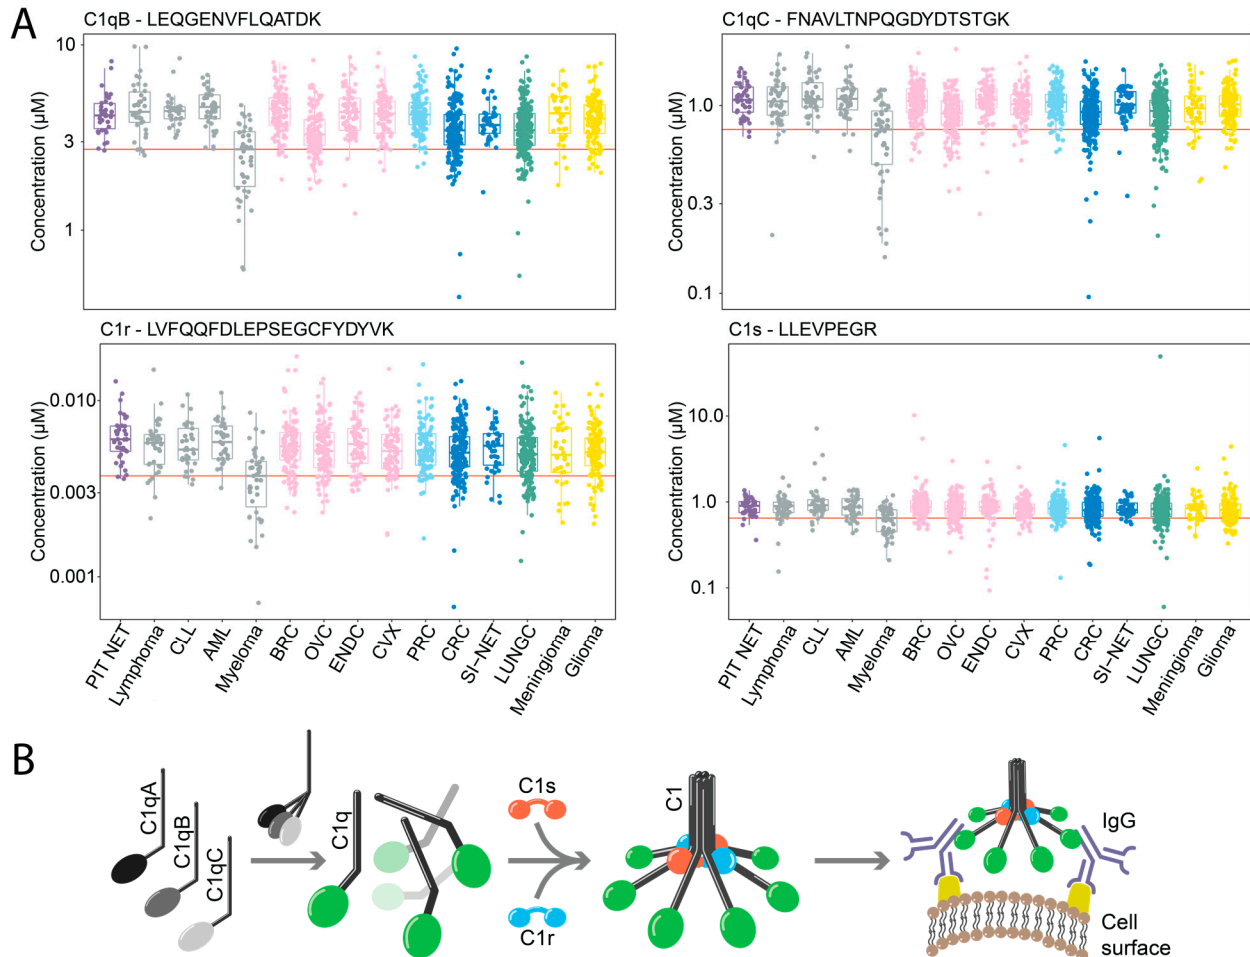 A
C1qB - LEQGENVFLQATDK
Concentration (µM)
10
3
1
C1qC - FNAVLTNPQGDYDTSTGK
Concentration (µM)
1.0
0.3
0.1
C1r - LVFQQFDLEPSEGCFYDYVK
Concentration (µM)
0.010
0.003
0.001
PIT NET
Lymphoma
CLL
AML
Myeloma
BRC
OVC
ENDC
CVX
PRC
CRC
SI-NET
LUNGC
Meningioma
Glioma
C1s - LLEVPEGR
Concentration (µM)
10.0
1.0
0.1
PIT NET
Lymphoma
CLL
AML
Myeloma
BRC
OVC
ENDC
CVX
PRC
CRC
SI-NET
LUNGC
Meningioma
Glioma
B
C1qA
C1qB
C1qC
C1q
C1s
C1r
C1
IgG
Cell
surface